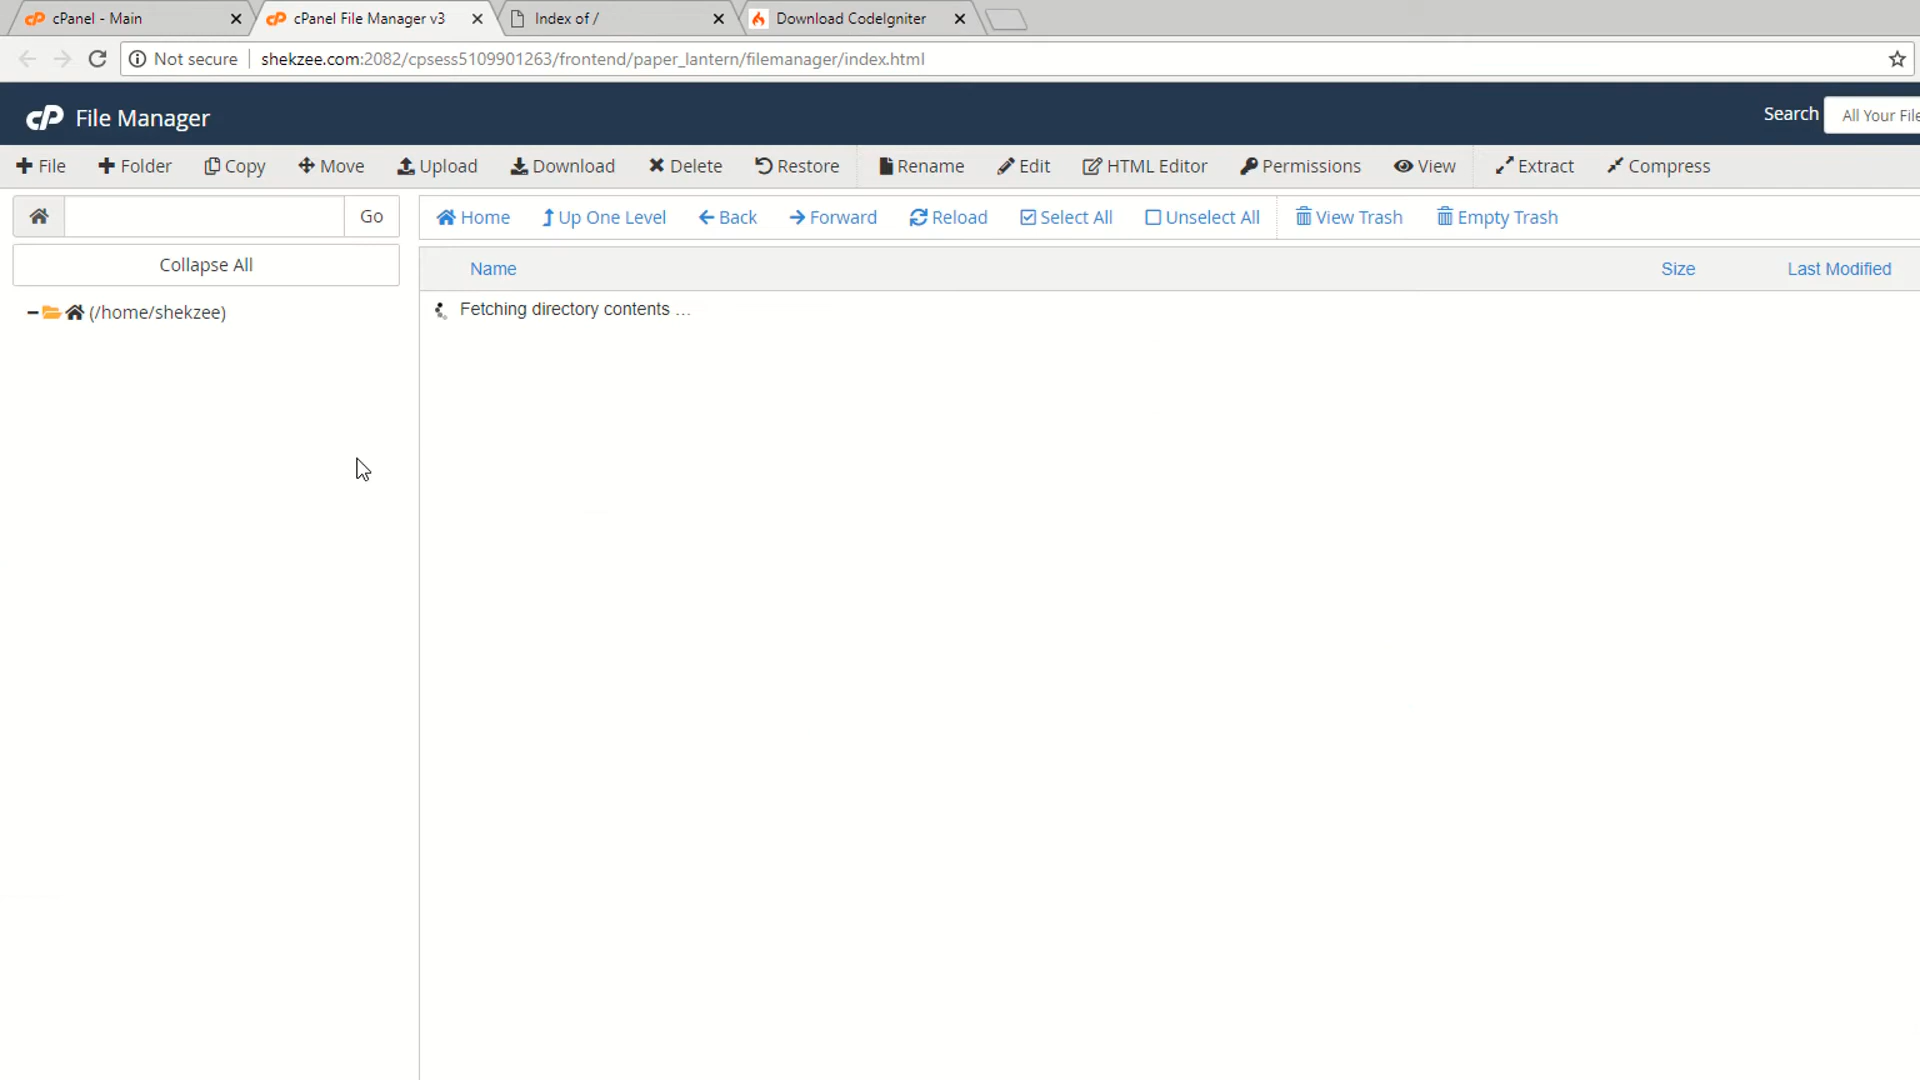 cPanel - Main
cPanel File Manager v3
Index of /
Download CodeIgniter
Not secure shekzee.com:2082/cpsess5109901263/frontend/paper_lantern/filemanager/index.html
cP File Manager
Search All Your File
File Folder Copy Move Upload Download Delete Restore Rename Edit HTML Editor Permissions View Extract Compress
Go
Home Up One Level Back Forward Reload Select All Unselect All View Trash Empty Trash
Collapse All
Name Size Last Modified
(/home/shekzee)
Fetching directory contents ...